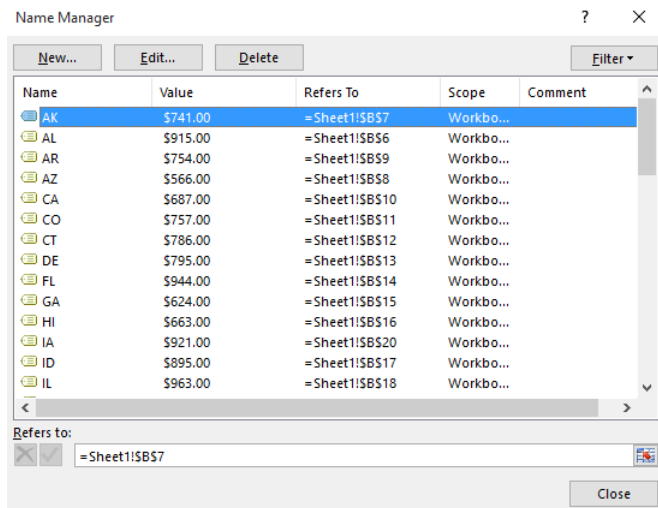 Name Manager ? ×
New... Edit... Delete Filter
Name Value Refers To Scope Comment
AK $741.00 =Sheet1!$B$7 Workbo...
AL $915.00 =Sheet1!$B$6 Workbo...
AR $754.00 =Sheet1!$B$9 Workbo...
AZ $566.00 =Sheet1!$B$8 Workbo...
CA $687.00 =Sheet1!$B$10 Workbo...
CO $757.00 =Sheet1!$B$11 Workbo...
CT $786.00 =Sheet1!$B$12 Workbo...
DE $795.00 =Sheet1!$B$13 Workbo...
FL $944.00 =Sheet1!$B$14 Workbo...
GA $624.00 =Sheet1!$B$15 Workbo...
HI $663.00 =Sheet1!$B$16 Workbo...
IA $921.00 =Sheet1!$B$20 Workbo...
ID $895.00 =Sheet1!$B$17 Workbo...
IL $963.00 =Sheet1!$B$18 Workbo...
Refers to:
=Sheet1!$B$7
Close